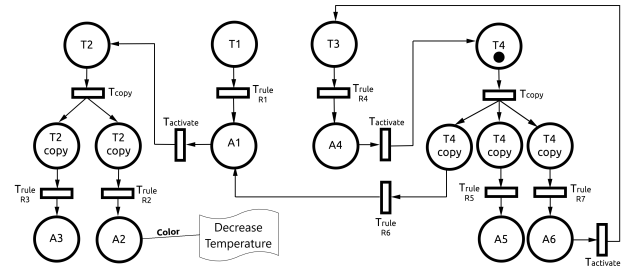 T2
T1
T3
T4
Tcopy
Trule
R1
Trule
R4
Tcopy
Tactivate
Tactivate
T2
copy
T2
copy
A1
A4
T4
copy
T4
copy
T4
copy
Trule
R3
Trule
R2
Trule
R6
Trule
R5
Trule
R7
A3
A2
Color
Decrease
Temperature
A5
A6
Tactivate